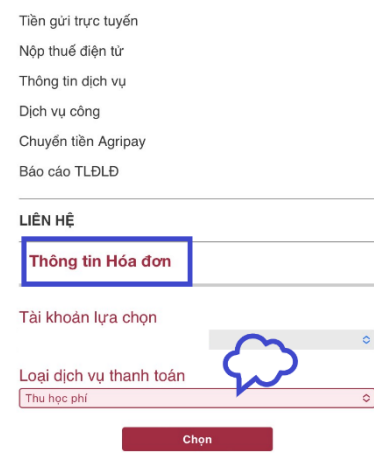 Tiền gửi trực tuyến
Nộp thuế điện tử
Thông tin dịch vụ
Dịch vụ công
Chuyển tiền Agripay
Báo cáo TLĐLĐ
LIÊN HỆ
Thông tin Hóa đơn
Tài khoản lựa chọn
Loại dịch vụ thanh toán
Thu học phí
Chọn